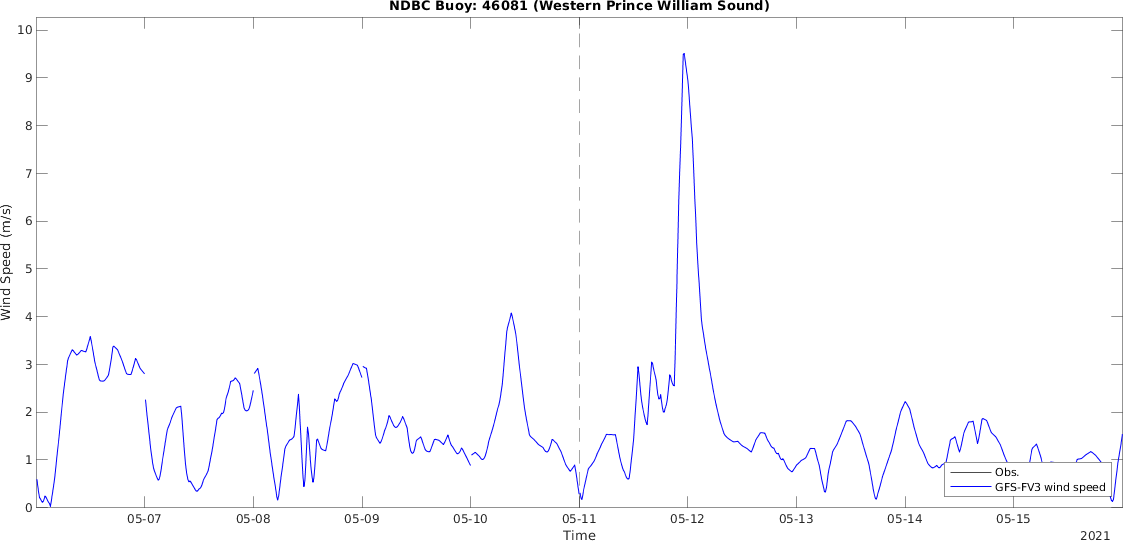 NDBC Buoy: 46081 (Western Prince William Sound)
10
9
8
7
6
5
4
3
2
1
0
Wind Speed (m/s)
Obs.
GFS-FV3 wind speed
05-07 05-08 05-09 05-10 05-11 05-12 05-13 05-14 05-15
Time
2021